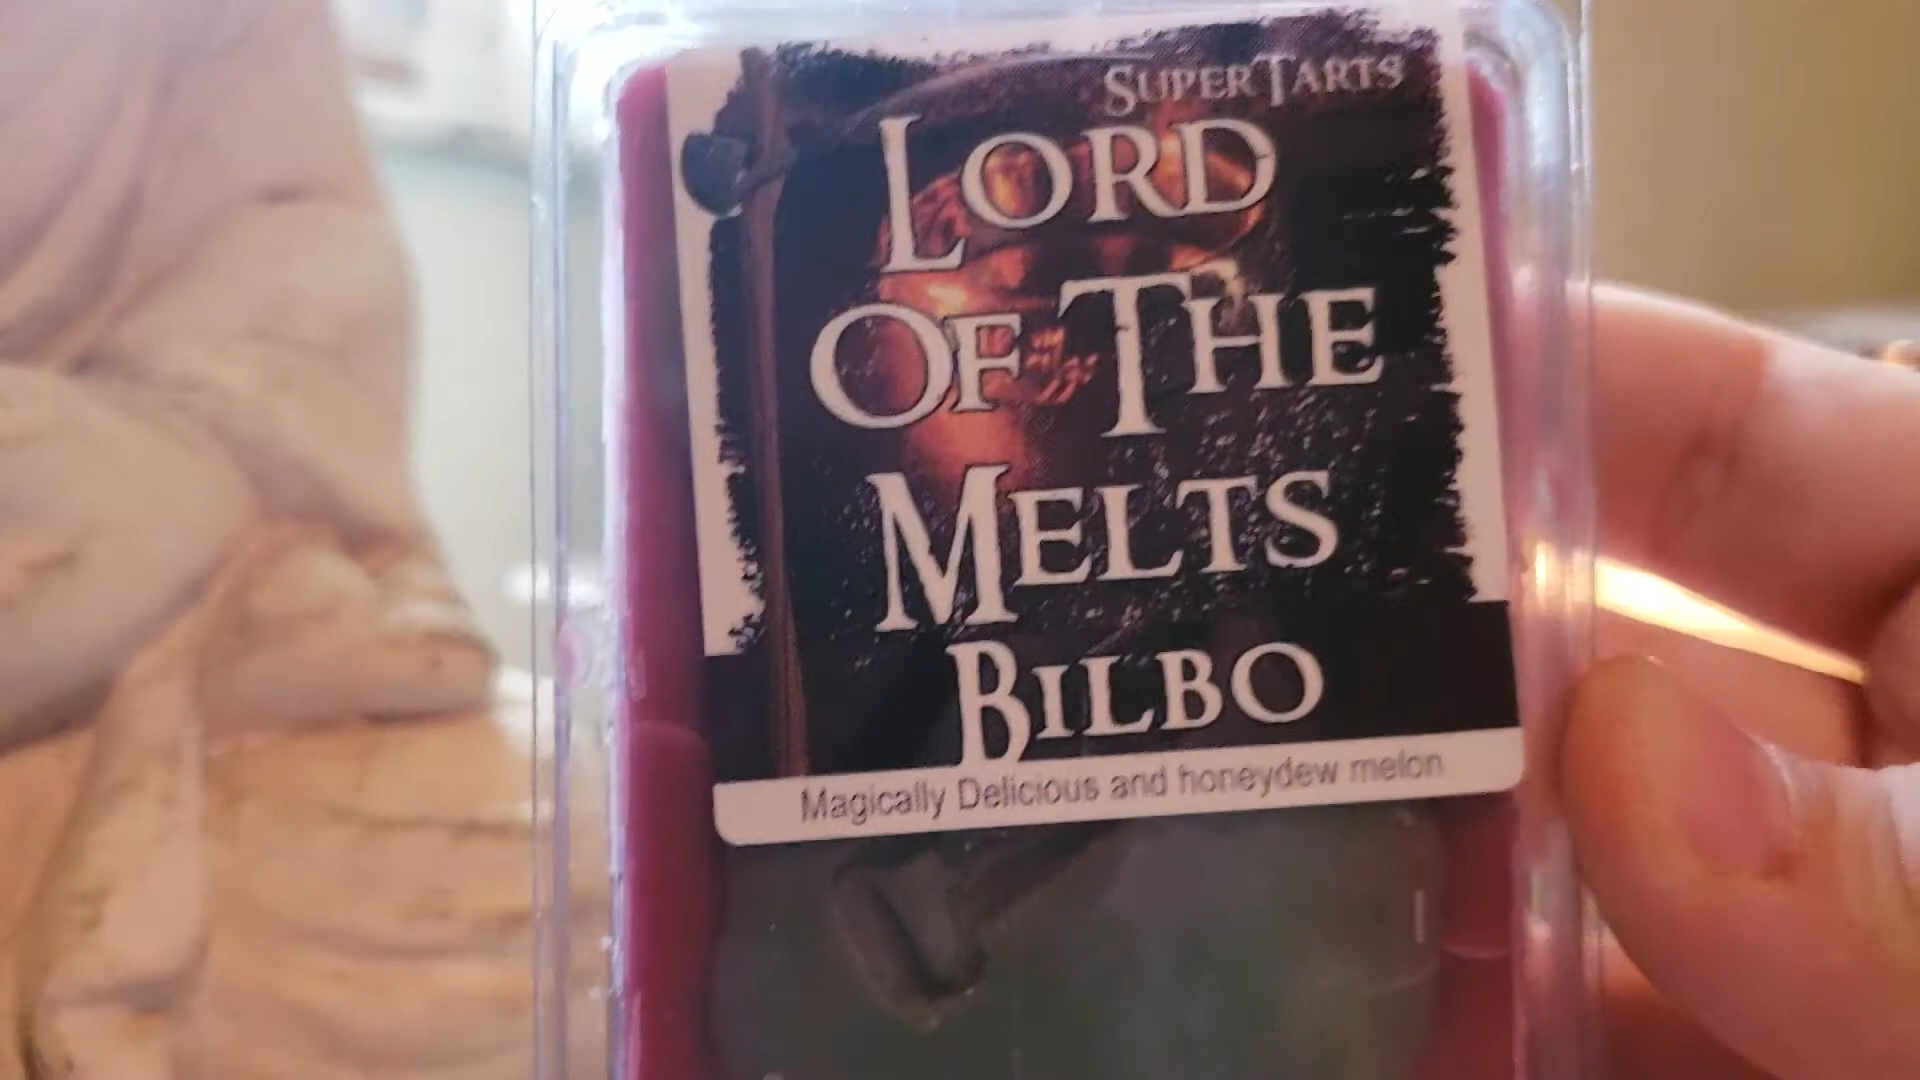 SUPERTARTS
LORD
OF THE
MELTS
BILBO
Magically Delicious and honeydew melon